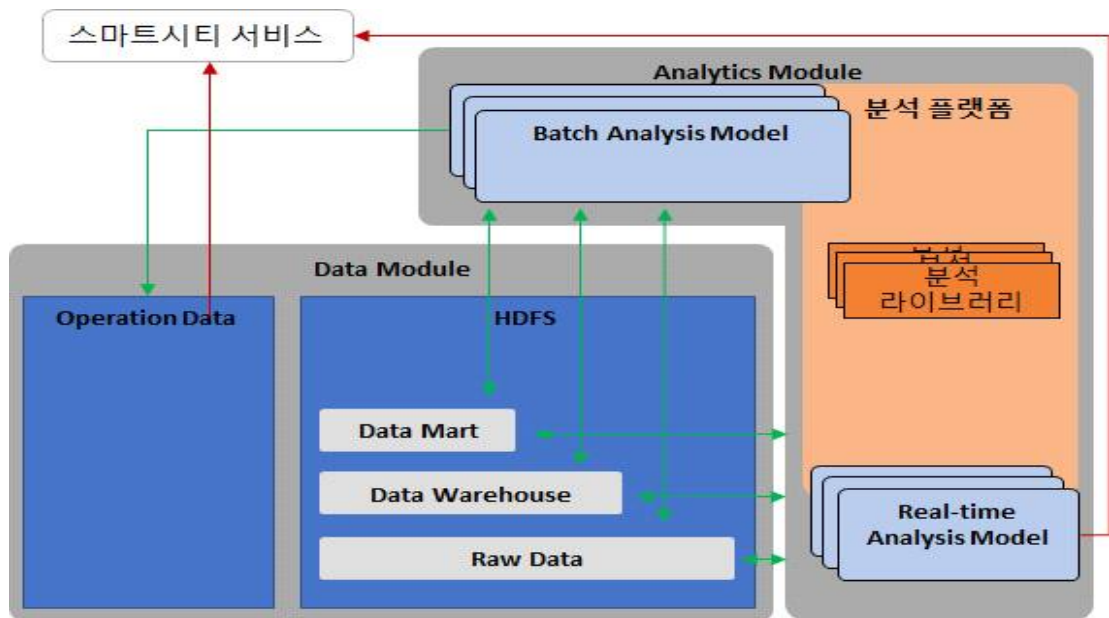 스마트시티 서비스
Analytics Module
분석 플랫폼
Batch Analysis Model
Data Module
분석
라이브러리
Operation Data
HDFS
Data Mart
Data Warehouse
Raw Data
Real-time
Analysis Model